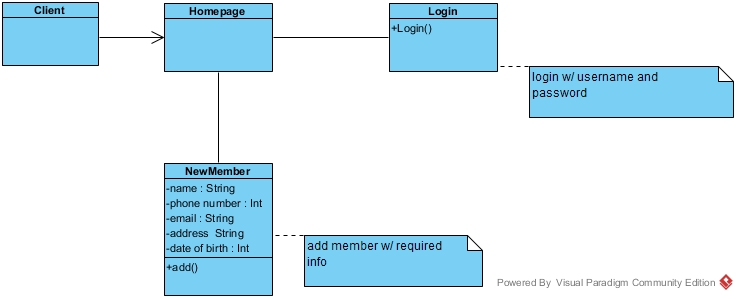 Client
Homepage
Login
+Login()
login w/ username and
password
NewMember
-name : String
-phone number : Int
-email : String
-address  String
-date of birth : Int
+add()
add member w/ required
info
Powered By Visual Paradigm Community Edition